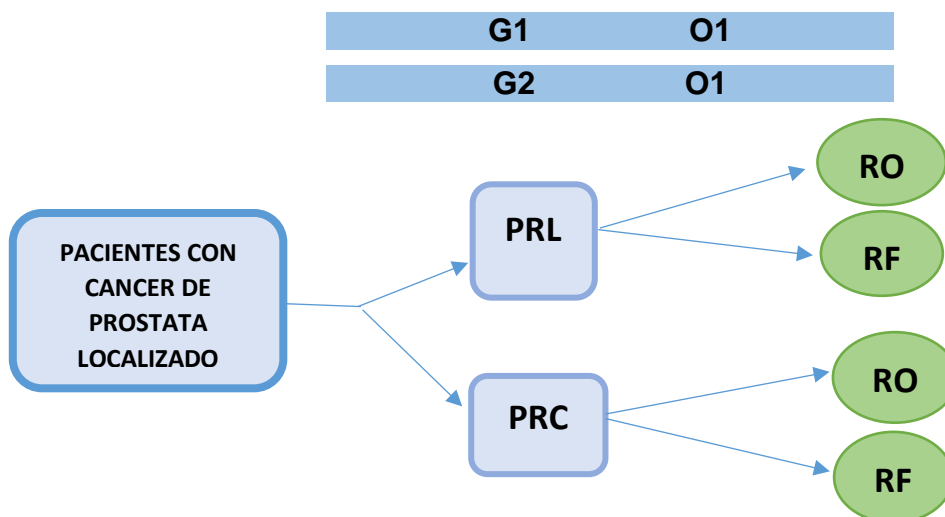 G1 O1
G2 O1
PACIENTES CON
CANCER DE
PROSTATA
LOCALIZADO
PRL
RO
RF
PRC
RO
RF